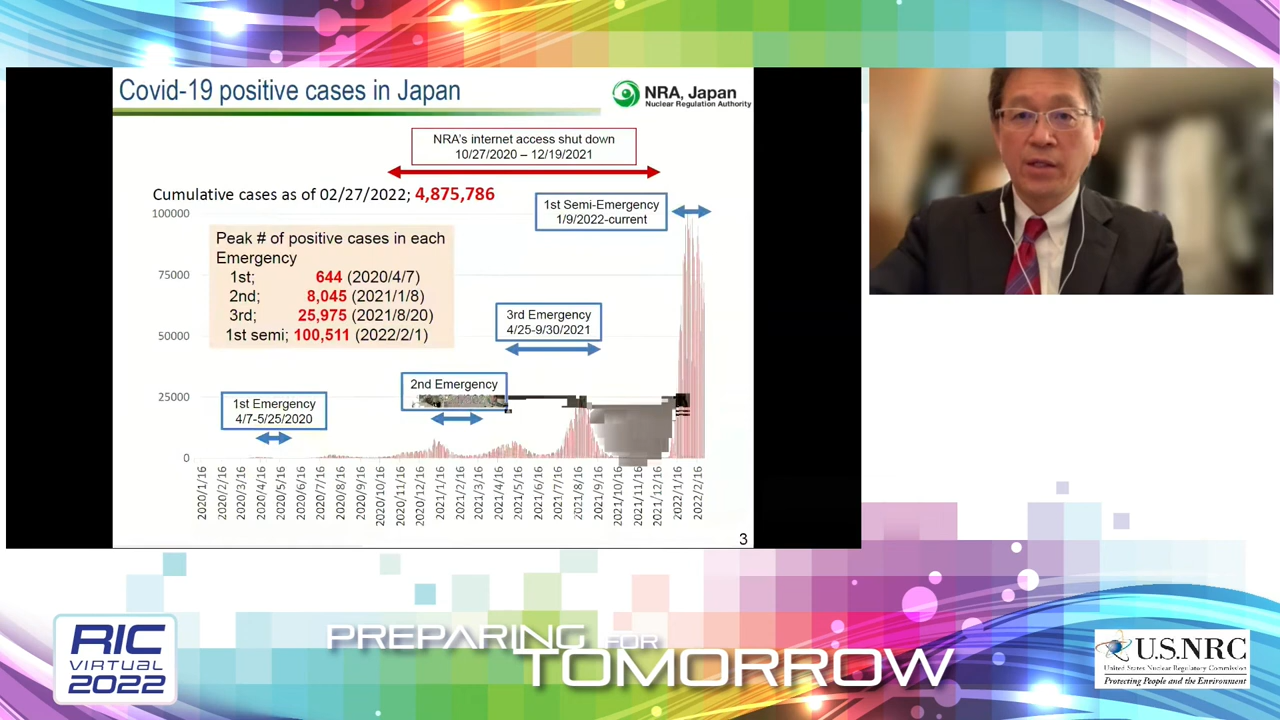 Covid-19 positive cases in Japan
NRA, Japan
Nuclear Regulation Authority
NRA's internet access shut down
10/27/2020 – 12/19/2021
Cumulative cases as of 02/27/2022; 4,875,786
1st Semi-Emergency
1/9/2022-current
100000
75000
50000
25000
0
Peak # of positive cases in each
Emergency
1st; 644 (2020/4/7)
2nd; 8,045 (2021/1/8)
3rd; 25,975 (2021/8/20)
1st semi; 100,511 (2022/2/1)
3rd Emergency
4/25-9/30/2021
2nd Emergency
1st Emergency
4/7-5/25/2020
2020/1/16
2020/2/16
2020/3/16
2020/4/16
2020/5/16
2020/6/16
2020/7/16
2020/8/16
2020/9/16
2020/10/16
2020/11/16
2020/12/16
2021/1/16
2021/2/16
2021/3/16
2021/4/16
2021/5/16
2021/6/16
2021/7/16
2021/8/16
2021/9/16
2021/10/16
2021/11/16
2021/12/16
2022/1/16
2022/2/16
3
RIC
VIRTUAL
2022
PREPARING FOR
TOMORROW
U.S.NRC
United States Nuclear Regulatory Commission
Protecting People and the Environment